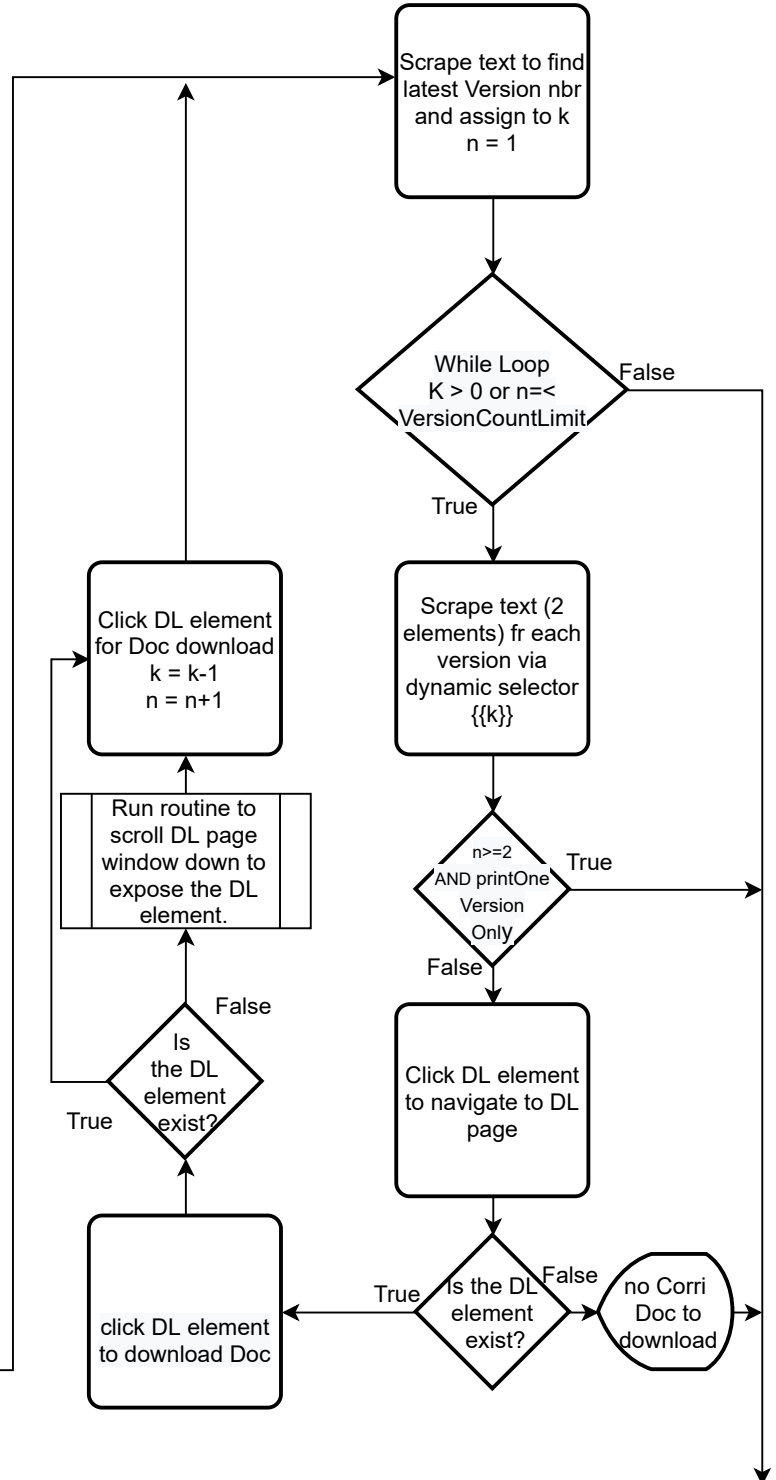 Scrape text to find
latest Version nbr
and assign to k
n = 1
While Loop
K > 0 or n=<
VersionCountLimit
False
True
Scrape text (2
elements) fr each
version via
dynamic selector
{{k}}
n>=2
AND printOne
Version
Only
True
False
Click DL element
to navigate to DL
page
Is the DL
element
exist?
False
True
no Corri
Doc to
download
click DL element
to download Doc
Is
the DL
element
exist?
True
False
Run routine to
scroll DL page
window down to
expose the DL
element.
Click DL element
for Doc download
k = k-1
n = n+1